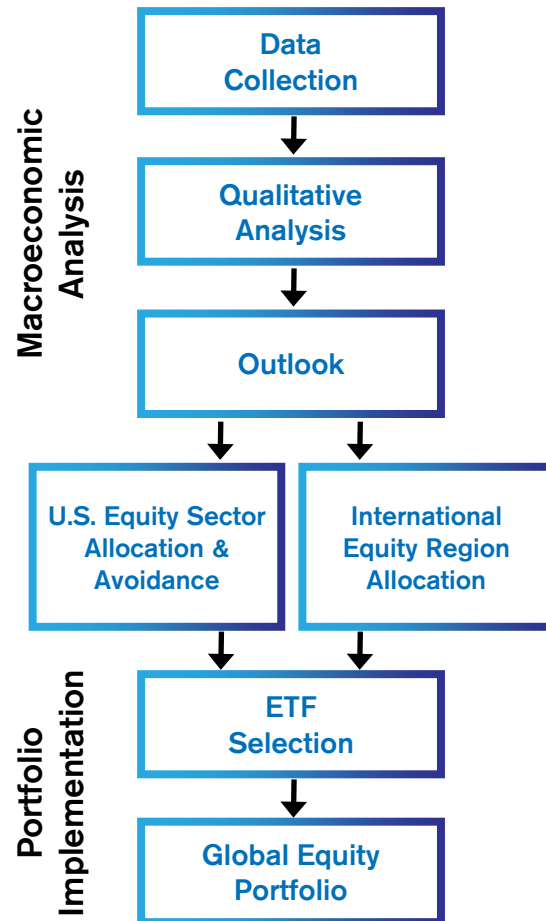 Macroeconomic
Analysis
Data
Collection
Qualitative
Analysis
Outlook
U.S. Equity Sector
Allocation &
Avoidance
International
Equity Region
Allocation
Portfolio
Implementation
ETF
Selection
Global Equity
Portfolio